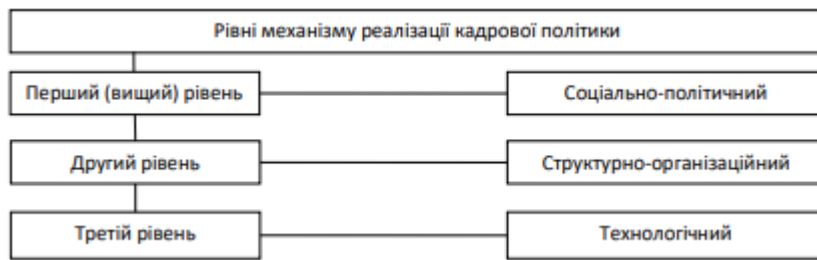 Рівні механізму реалізації кадрової політики
Перший (вищий) рівень
Соціально-політичний
Другий рівень
Структурно-організаційний
Третій рівень
Технологічний